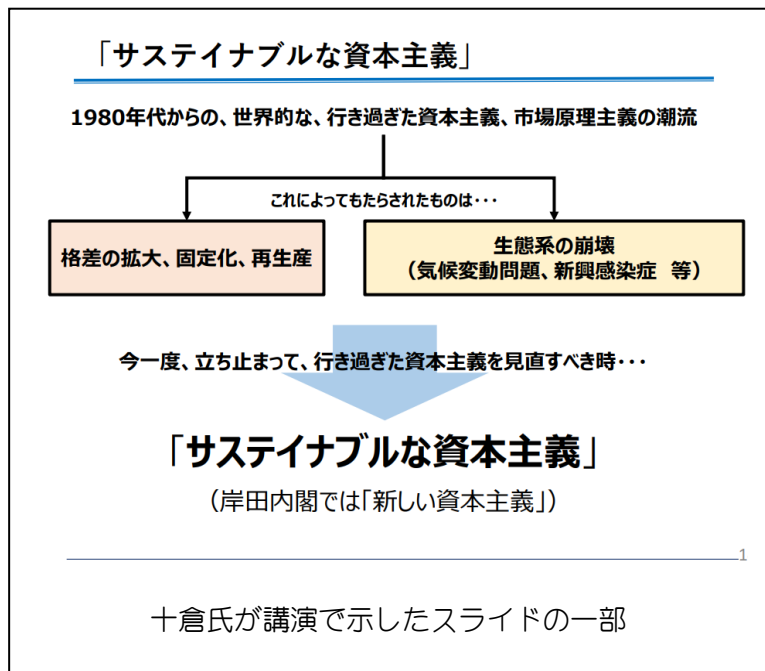 「サステイナブルな資本主義」
1980年代からの、世界的な、行き過ぎた資本主義、市場原理主義の潮流
これによってもたらされたものは・・・
格差の拡大、固定化、再生産
生態系の崩壊
（気候変動問題、新興感染症 等）
今一度、立ち止まって、行き過ぎた資本主義を見直すべき時・・・
「サステイナブルな資本主義」
（岸田内閣では「新しい資本主義」）
1
十倉氏が講演で示したスライドの一部